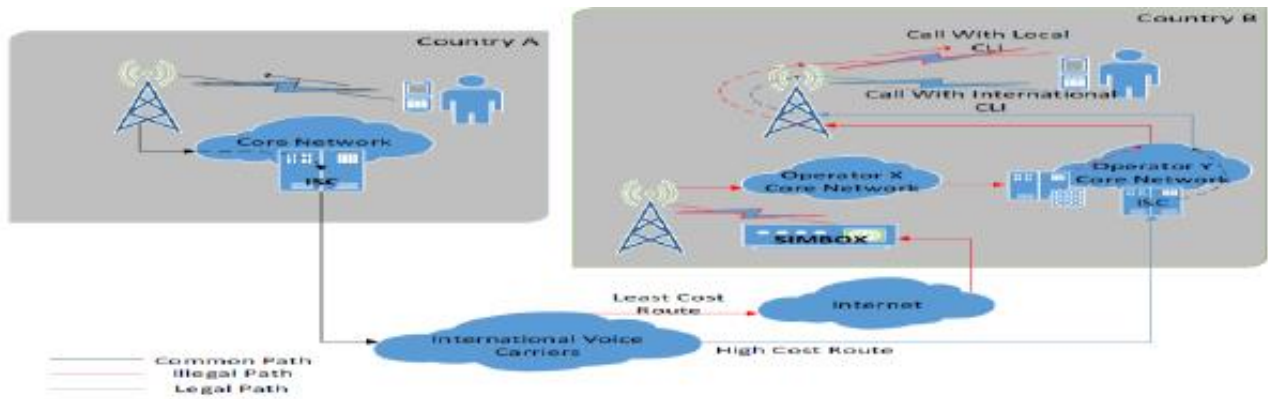 Country B
Country A
Call With Local
CLI
Call With International
CLI
Core Network
ISC
Operator X
Core Network
Operator Y
Core Network
ISC
SIMBOX
Least Cost
Route
Internet
International Voice
Carriers
High Cost Route
Common Path
Illegal Path
Legal Path